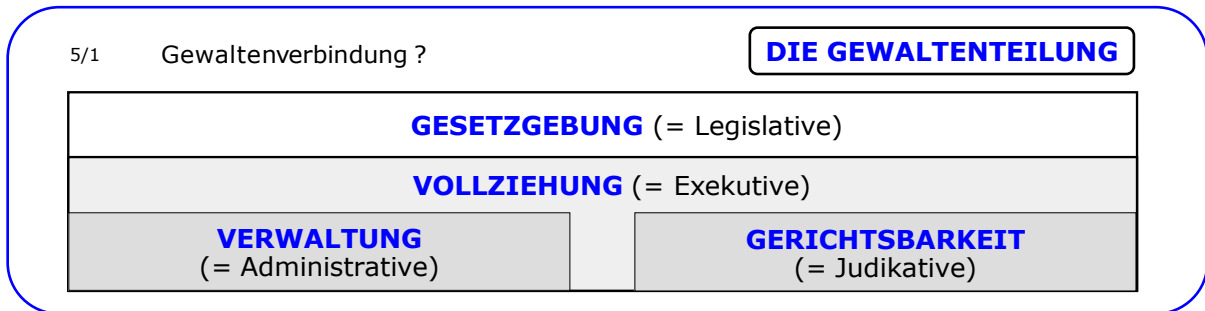 5/1 Gewaltenverbindung ? DIE GEWALTENTEILUNG
GESETZGEBUNG (= Legislative)
VOLLZIEHUNG (= Exekutive)
VERWALTUNG
(= Administrative)
GERICHTSBARKEIT
(= Judikative)